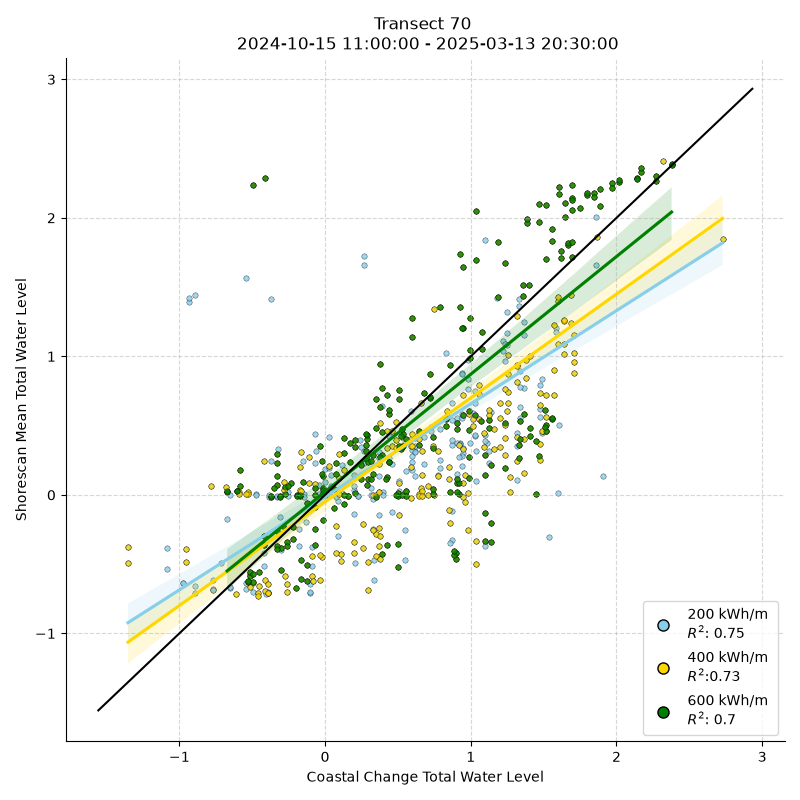 Transect 70
2024-10-15 11:00:00 - 2025-03-13 20:30:00
Shorescan Mean Total Water Level
3
2
1
0
−1
−1 0 1 2 3
Coastal Change Total Water Level
200 kWh/m
R²: 0.75
400 kWh/m
R²:0.73
600 kWh/m
R²: 0.7